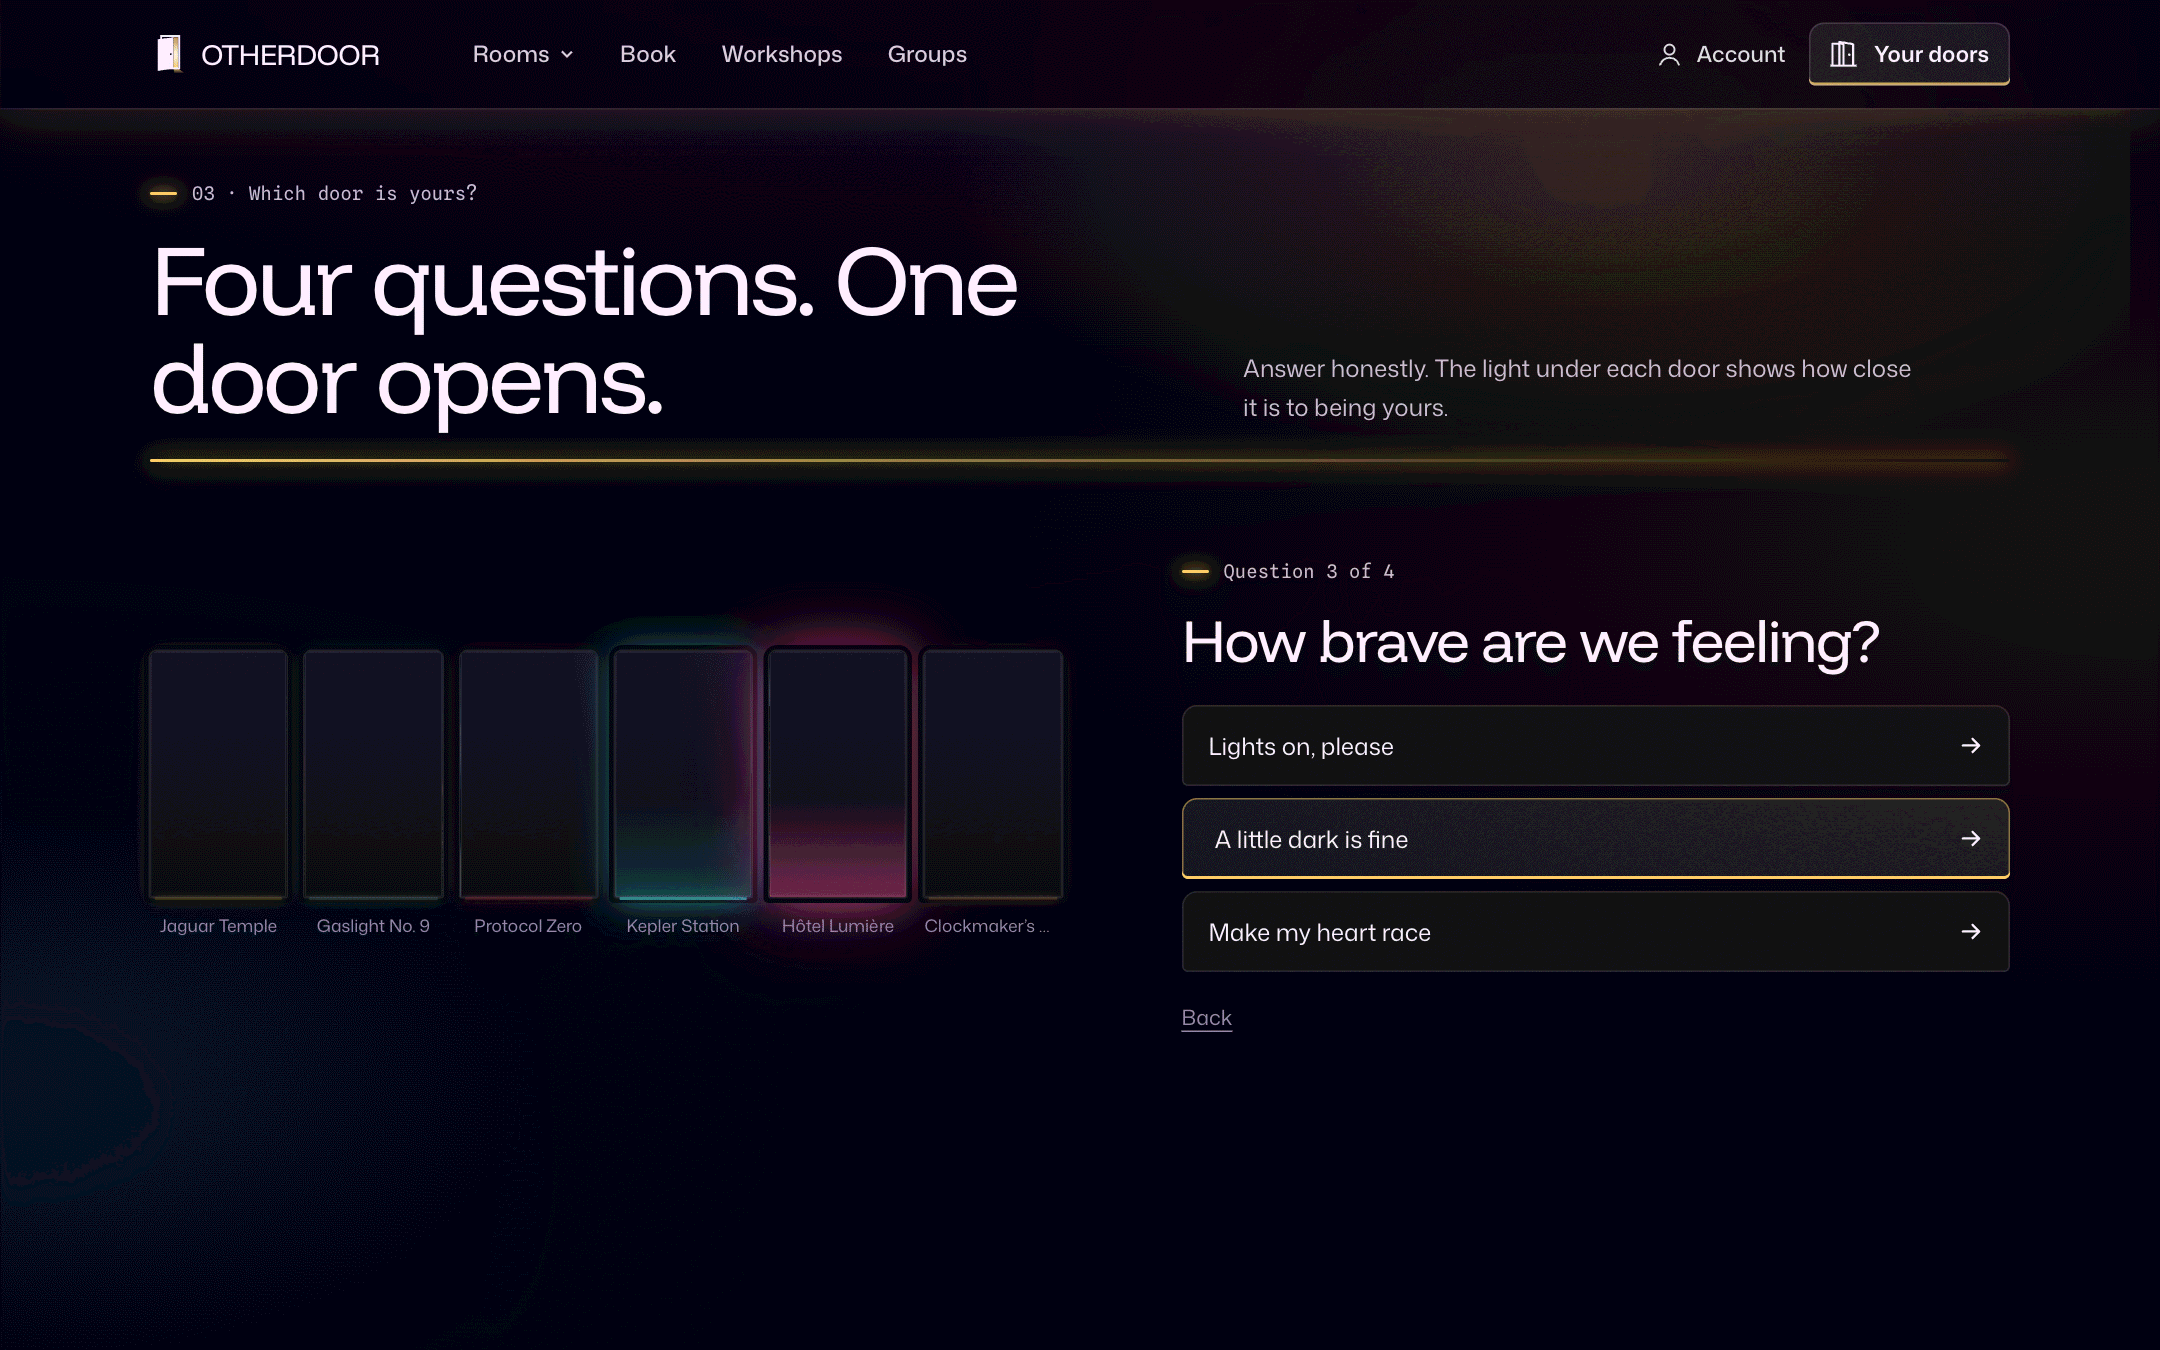 OTHERDOOR
Rooms
Book
Workshops
Groups
Account
Your doors
03 · Which door is yours?
Four questions. One
door opens.
Answer honestly. The light under each door shows how close
it is to being yours.
Jaguar Temple
Gaslight No. 9
Protocol Zero
Kepler Station
Hôtel Lumière
Clockmaker’s ...
Question 3 of 4
How brave are we feeling?
Lights on, please
A little dark is fine
Make my heart race
Back